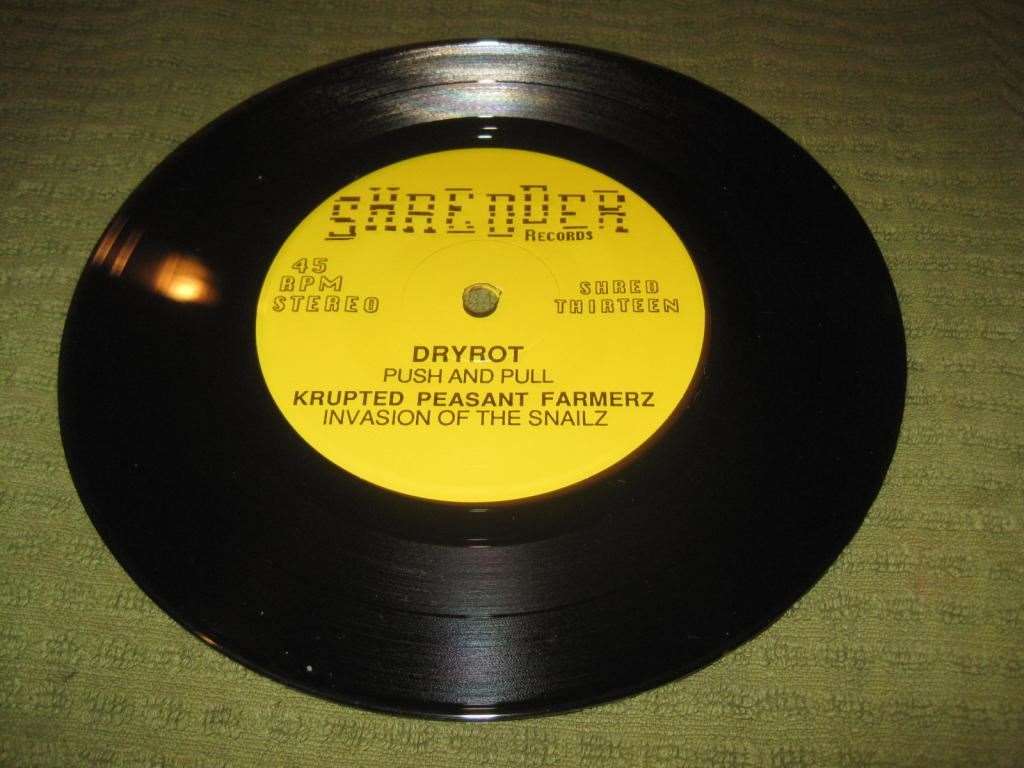 SHREDDER
RECORDS
45
RPM
STEREO
SHRED
THIRTEEN
DRYROT
PUSH AND PULL
KRUPTED PEASANT FARMERZ
INVASION OF THE SNAILZ